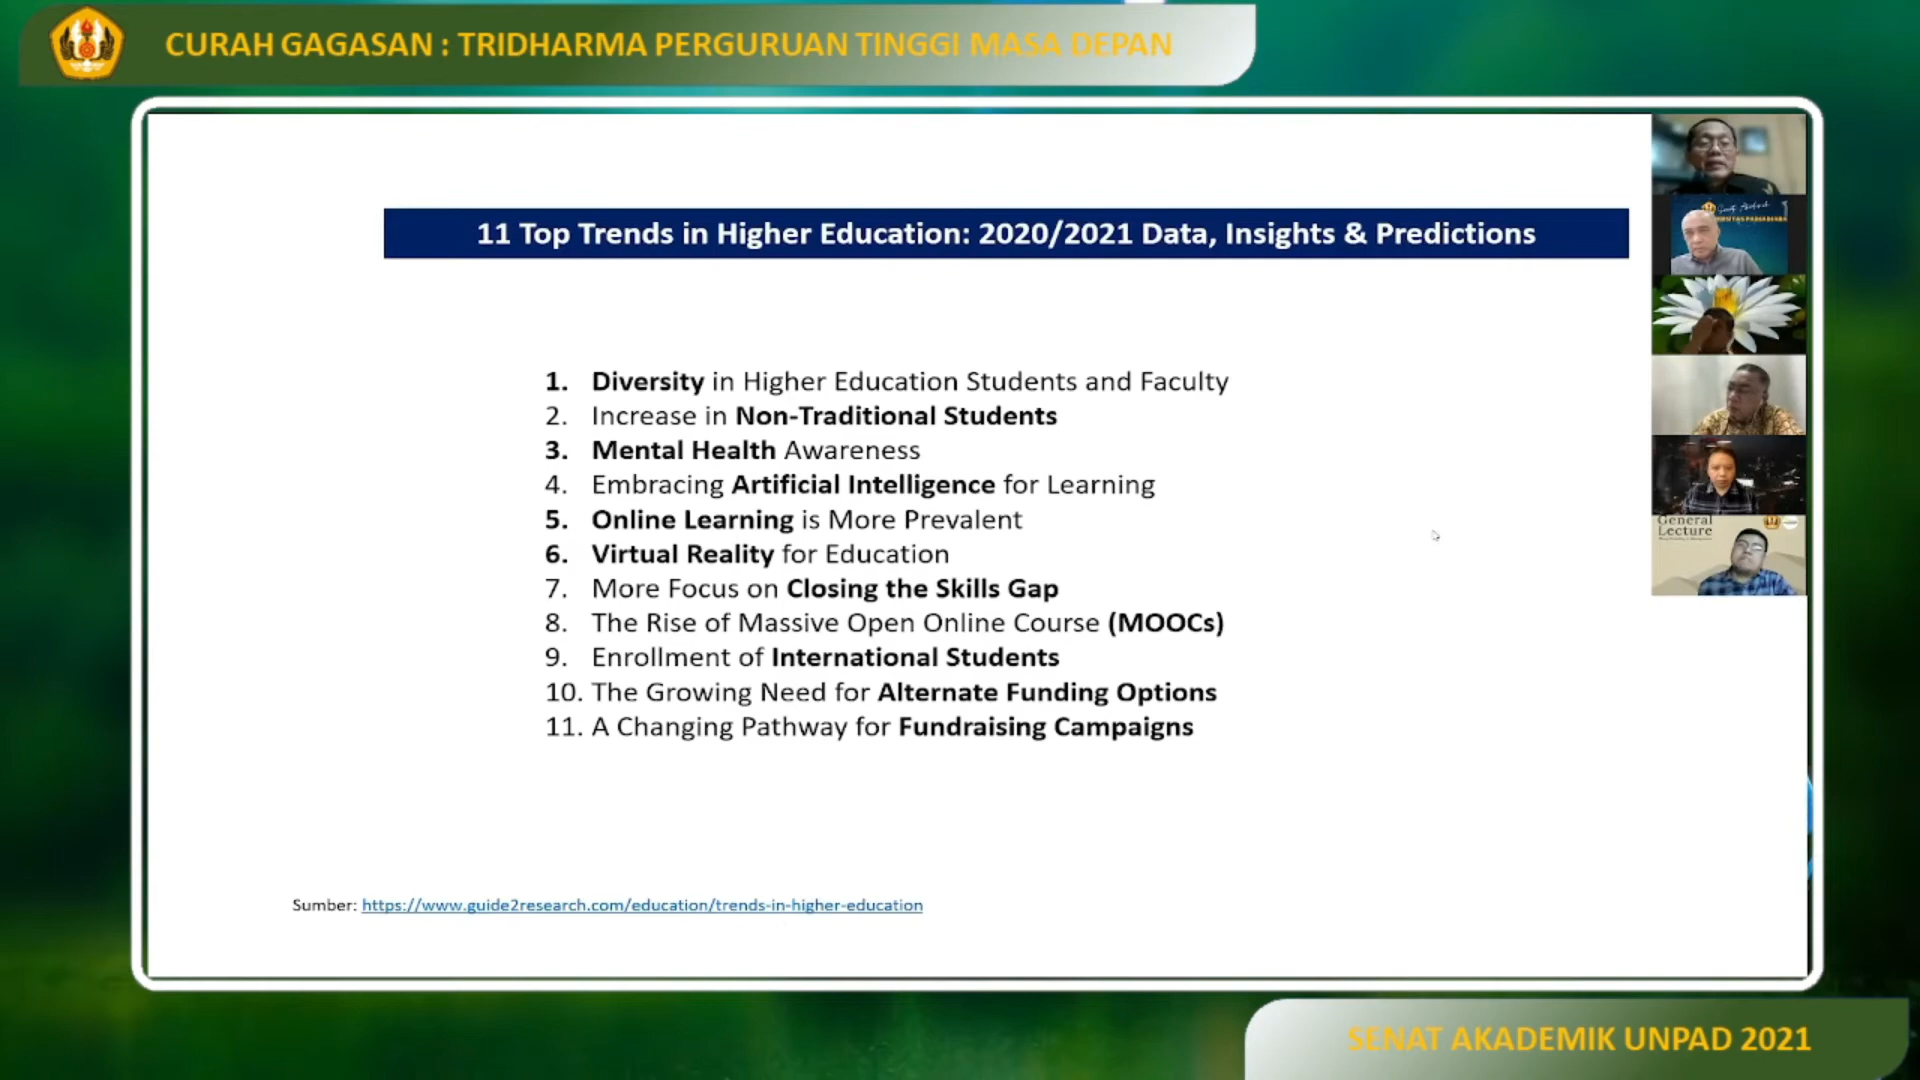 CURAH GAGASAN : TRIDHARMA PERGURUAN TINGGI MASA DEPAN
11 Top Trends in Higher Education: 2020/2021 Data, Insights & Predictions
1. Diversity in Higher Education Students and Faculty
2. Increase in Non-Traditional Students
3. Mental Health Awareness
4. Embracing Artificial Intelligence for Learning
5. Online Learning is More Prevalent
6. Virtual Reality for Education
7. More Focus on Closing the Skills Gap
8. The Rise of Massive Open Online Course (MOOCs)
9. Enrollment of International Students
10. The Growing Need for Alternate Funding Options
11. A Changing Pathway for Fundraising Campaigns
General
Lecture
Sumber: https://www.guide2research.com/education/trends-in-higher-education
SENAT AKADEMIK UNPAD 2021